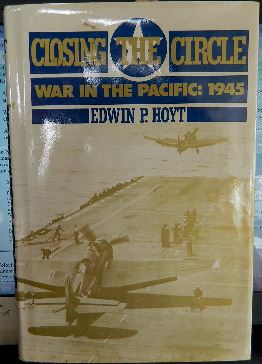 CLOSING THE CIRCLE
WAR IN THE PACIFIC: 1945
EDWIN P. HOYT